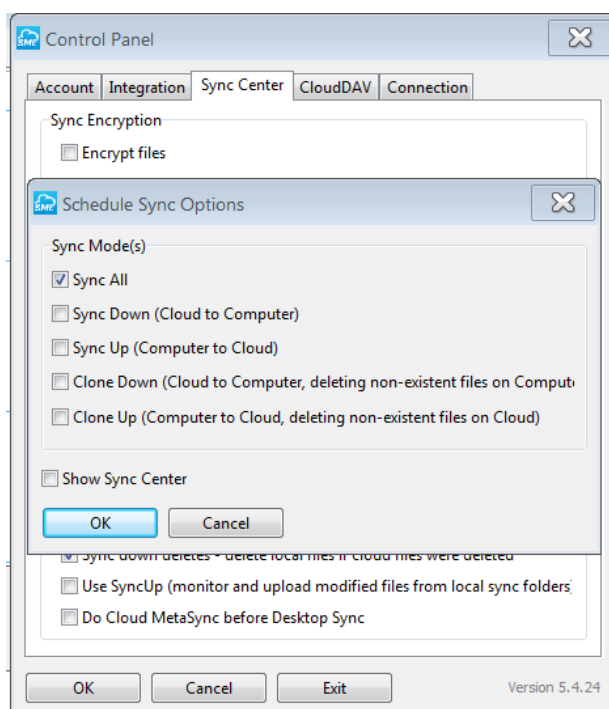 SME Control Panel
Account Integration Sync Center CloudDAV Connection
Sync Encryption
Encrypt files
SME Schedule Sync Options
Sync Mode(s)
Sync All
Sync Down (Cloud to Computer)
Sync Up (Computer to Cloud)
Clone Down (Cloud to Computer, deleting non-existent files on Compute
Clone Up (Computer to Cloud, deleting non-existent files on Cloud)
Show Sync Center
OK Cancel
Sync down deletes - delete local files if cloud files were deleted
Use SyncUp (monitor and upload modified files from local sync folders)
Do Cloud MetaSync before Desktop Sync
OK Cancel Exit Version 5.4.24